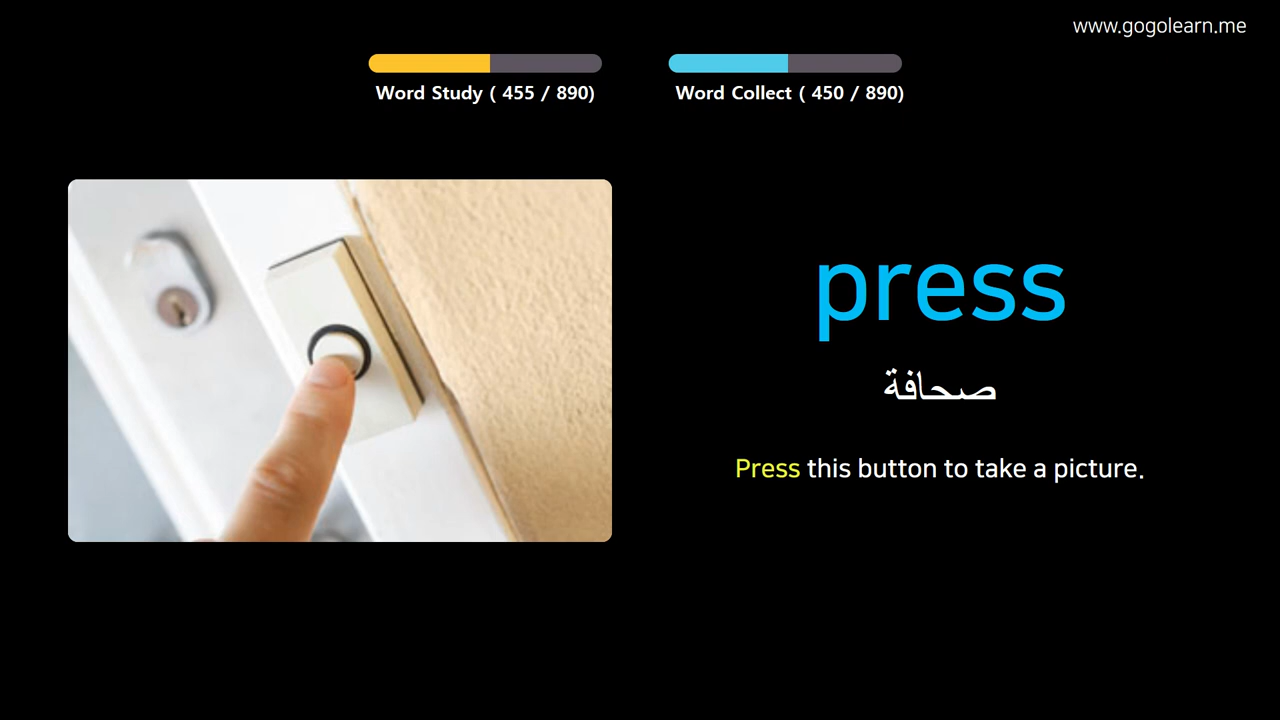 www.gogolearn.me
Word Study ( 455 / 890)
Word Collect ( 450 / 890)
press
صحافة
Press this button to take a picture.